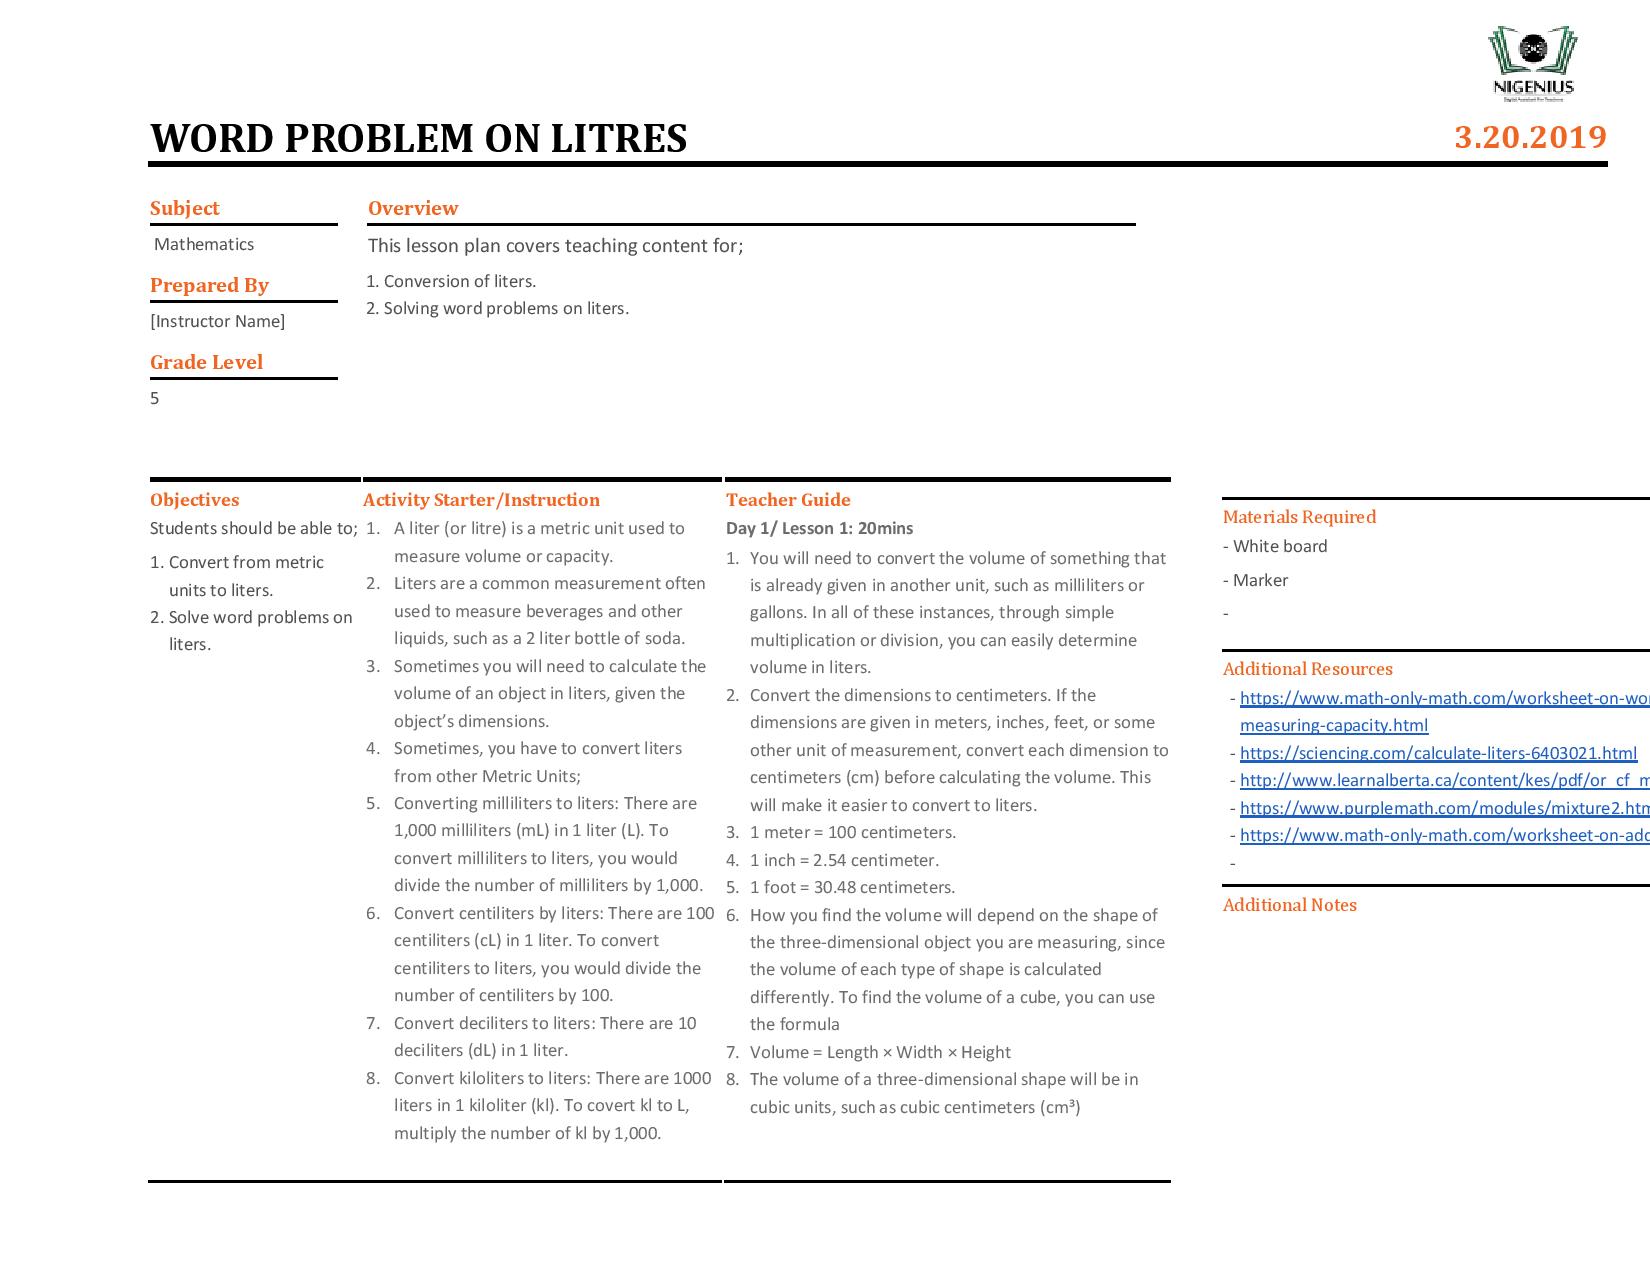 NIGENIUS
Digital Assistant For Teachers
WORD PROBLEM ON LITRES
3.20.2019
Subject
Mathematics
Prepared By
[Instructor Name]
Grade Level
5
Overview
This lesson plan covers teaching content for;
1. Conversion of liters.
2. Solving word problems on liters.
Objectives
Students should be able to;
1. Convert from metric
units to liters.
2. Solve word problems on
liters.
Activity Starter/Instruction
1. A liter (or litre) is a metric unit used to
measure volume or capacity.
2. Liters are a common measurement often
used to measure beverages and other
liquids, such as a 2 liter bottle of soda.
3. Sometimes you will need to calculate the
volume of an object in liters, given the
object’s dimensions.
4. Sometimes, you have to convert liters
from other Metric Units;
5. Converting milliliters to liters: There are
1,000 milliliters (mL) in 1 liter (L). To
convert milliliters to liters, you would
divide the number of milliliters by 1,000.
6. Convert centiliters by liters: There are 100
centiliters (cL) in 1 liter. To convert
centiliters to liters, you would divide the
number of centiliters by 100.
7. Convert deciliters to liters: There are 10
deciliters (dL) in 1 liter.
8. Convert kiloliters to liters: There are 1000
liters in 1 kiloliter (kl). To covert kl to L,
multiply the number of kl by 1,000.
Teacher Guide
Day 1/ Lesson 1: 20mins
1. You will need to convert the volume of something that
is already given in another unit, such as milliliters or
gallons. In all of these instances, through simple
multiplication or division, you can easily determine
volume in liters.
2. Convert the dimensions to centimeters. If the
dimensions are given in meters, inches, feet, or some
other unit of measurement, convert each dimension to
centimeters (cm) before calculating the volume. This
will make it easier to convert to liters.
3. 1 meter = 100 centimeters.
4. 1 inch = 2.54 centimeter.
5. 1 foot = 30.48 centimeters.
6. How you find the volume will depend on the shape of
the three-dimensional object you are measuring, since
the volume of each type of shape is calculated
differently. To find the volume of a cube, you can use
the formula
7. Volume = Length × Width × Height
8. The volume of a three-dimensional shape will be in
cubic units, such as cubic centimeters (cm³)
Materials Required
- White board
- Marker
-
Additional Resources
- https://www.math-only-math.com/worksheet-on-wor
measuring-capacity.html
- https://sciencing.com/calculate-liters-6403021.html
- http://www.learnalberta.ca/content/kes/pdf/or_cf_m
- https://www.purplemath.com/modules/mixture2.htm
- https://www.math-only-math.com/worksheet-on-add
-
Additional Notes